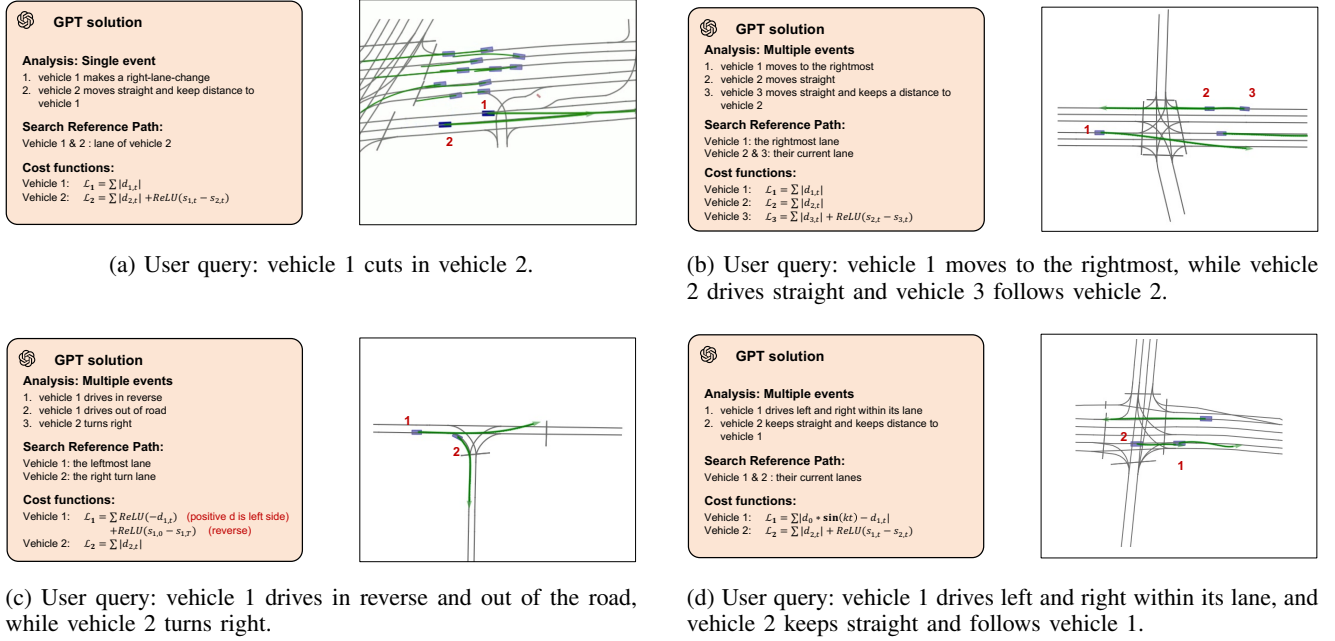 GPT solution
Analysis: Single event
1. vehicle 1 makes a right-lane-change
2. vehicle 2 moves straight and keep distance to
vehicle 1
Search Reference Path:
Vehicle 1 & 2 : lane of vehicle 2
Cost functions:
Vehicle 1: ℒ₁ = ∑|d₁,ₜ|
Vehicle 2: ℒ₂ = ∑|d₂,ₜ| +ReLU(s₁,ₜ − s₂,ₜ)
1
2
(a) User query: vehicle 1 cuts in vehicle 2.
GPT solution
Analysis: Multiple events
1. vehicle 1 moves to the rightmost
2. vehicle 2 moves straight
3. vehicle 3 moves straight and keeps a distance to
vehicle 2
Search Reference Path:
Vehicle 1: the rightmost lane
Vehicle 2 & 3: their current lane
Cost functions:
Vehicle 1: ℒ₁ = ∑|d₁,ₜ|
Vehicle 2: ℒ₂ = ∑|d₂,ₜ|
Vehicle 3: ℒ₃ = ∑|d₃,ₜ| + ReLU(s₂,ₜ − s₃,ₜ)
2 3
1
(b) User query: vehicle 1 moves to the rightmost, while vehicle
2 drives straight and vehicle 3 follows vehicle 2.
GPT solution
Analysis: Multiple events
1. vehicle 1 drives in reverse
2. vehicle 1 drives out of road
3. vehicle 2 turns right
Search Reference Path:
Vehicle 1: the leftmost lane
Vehicle 2: the right turn lane
Cost functions:
Vehicle 1: ℒ₁ = ∑ ReLU(−d₁,ₜ) (positive d is left side)
+ReLU(s₁,₀ − s₁,T) (reverse)
Vehicle 2: ℒ₂ = ∑|d₂,ₜ|
1
2
(c) User query: vehicle 1 drives in reverse and out of the road,
while vehicle 2 turns right.
GPT solution
Analysis: Multiple events
1. vehicle 1 drives left and right within its lane
2. vehicle 2 keeps straight and keeps distance to
vehicle 1
Search Reference Path:
Vehicle 1 & 2 : their current lanes
Cost functions:
Vehicle 1: ℒ₁ = ∑|d₀ * sin(kt) − d₁,ₜ|
Vehicle 2: ℒ₂ = ∑|d₂,ₜ| + ReLU(s₁,ₜ − s₂,ₜ)
2
1
(d) User query: vehicle 1 drives left and right within its lane, and
vehicle 2 keeps straight and follows vehicle 1.